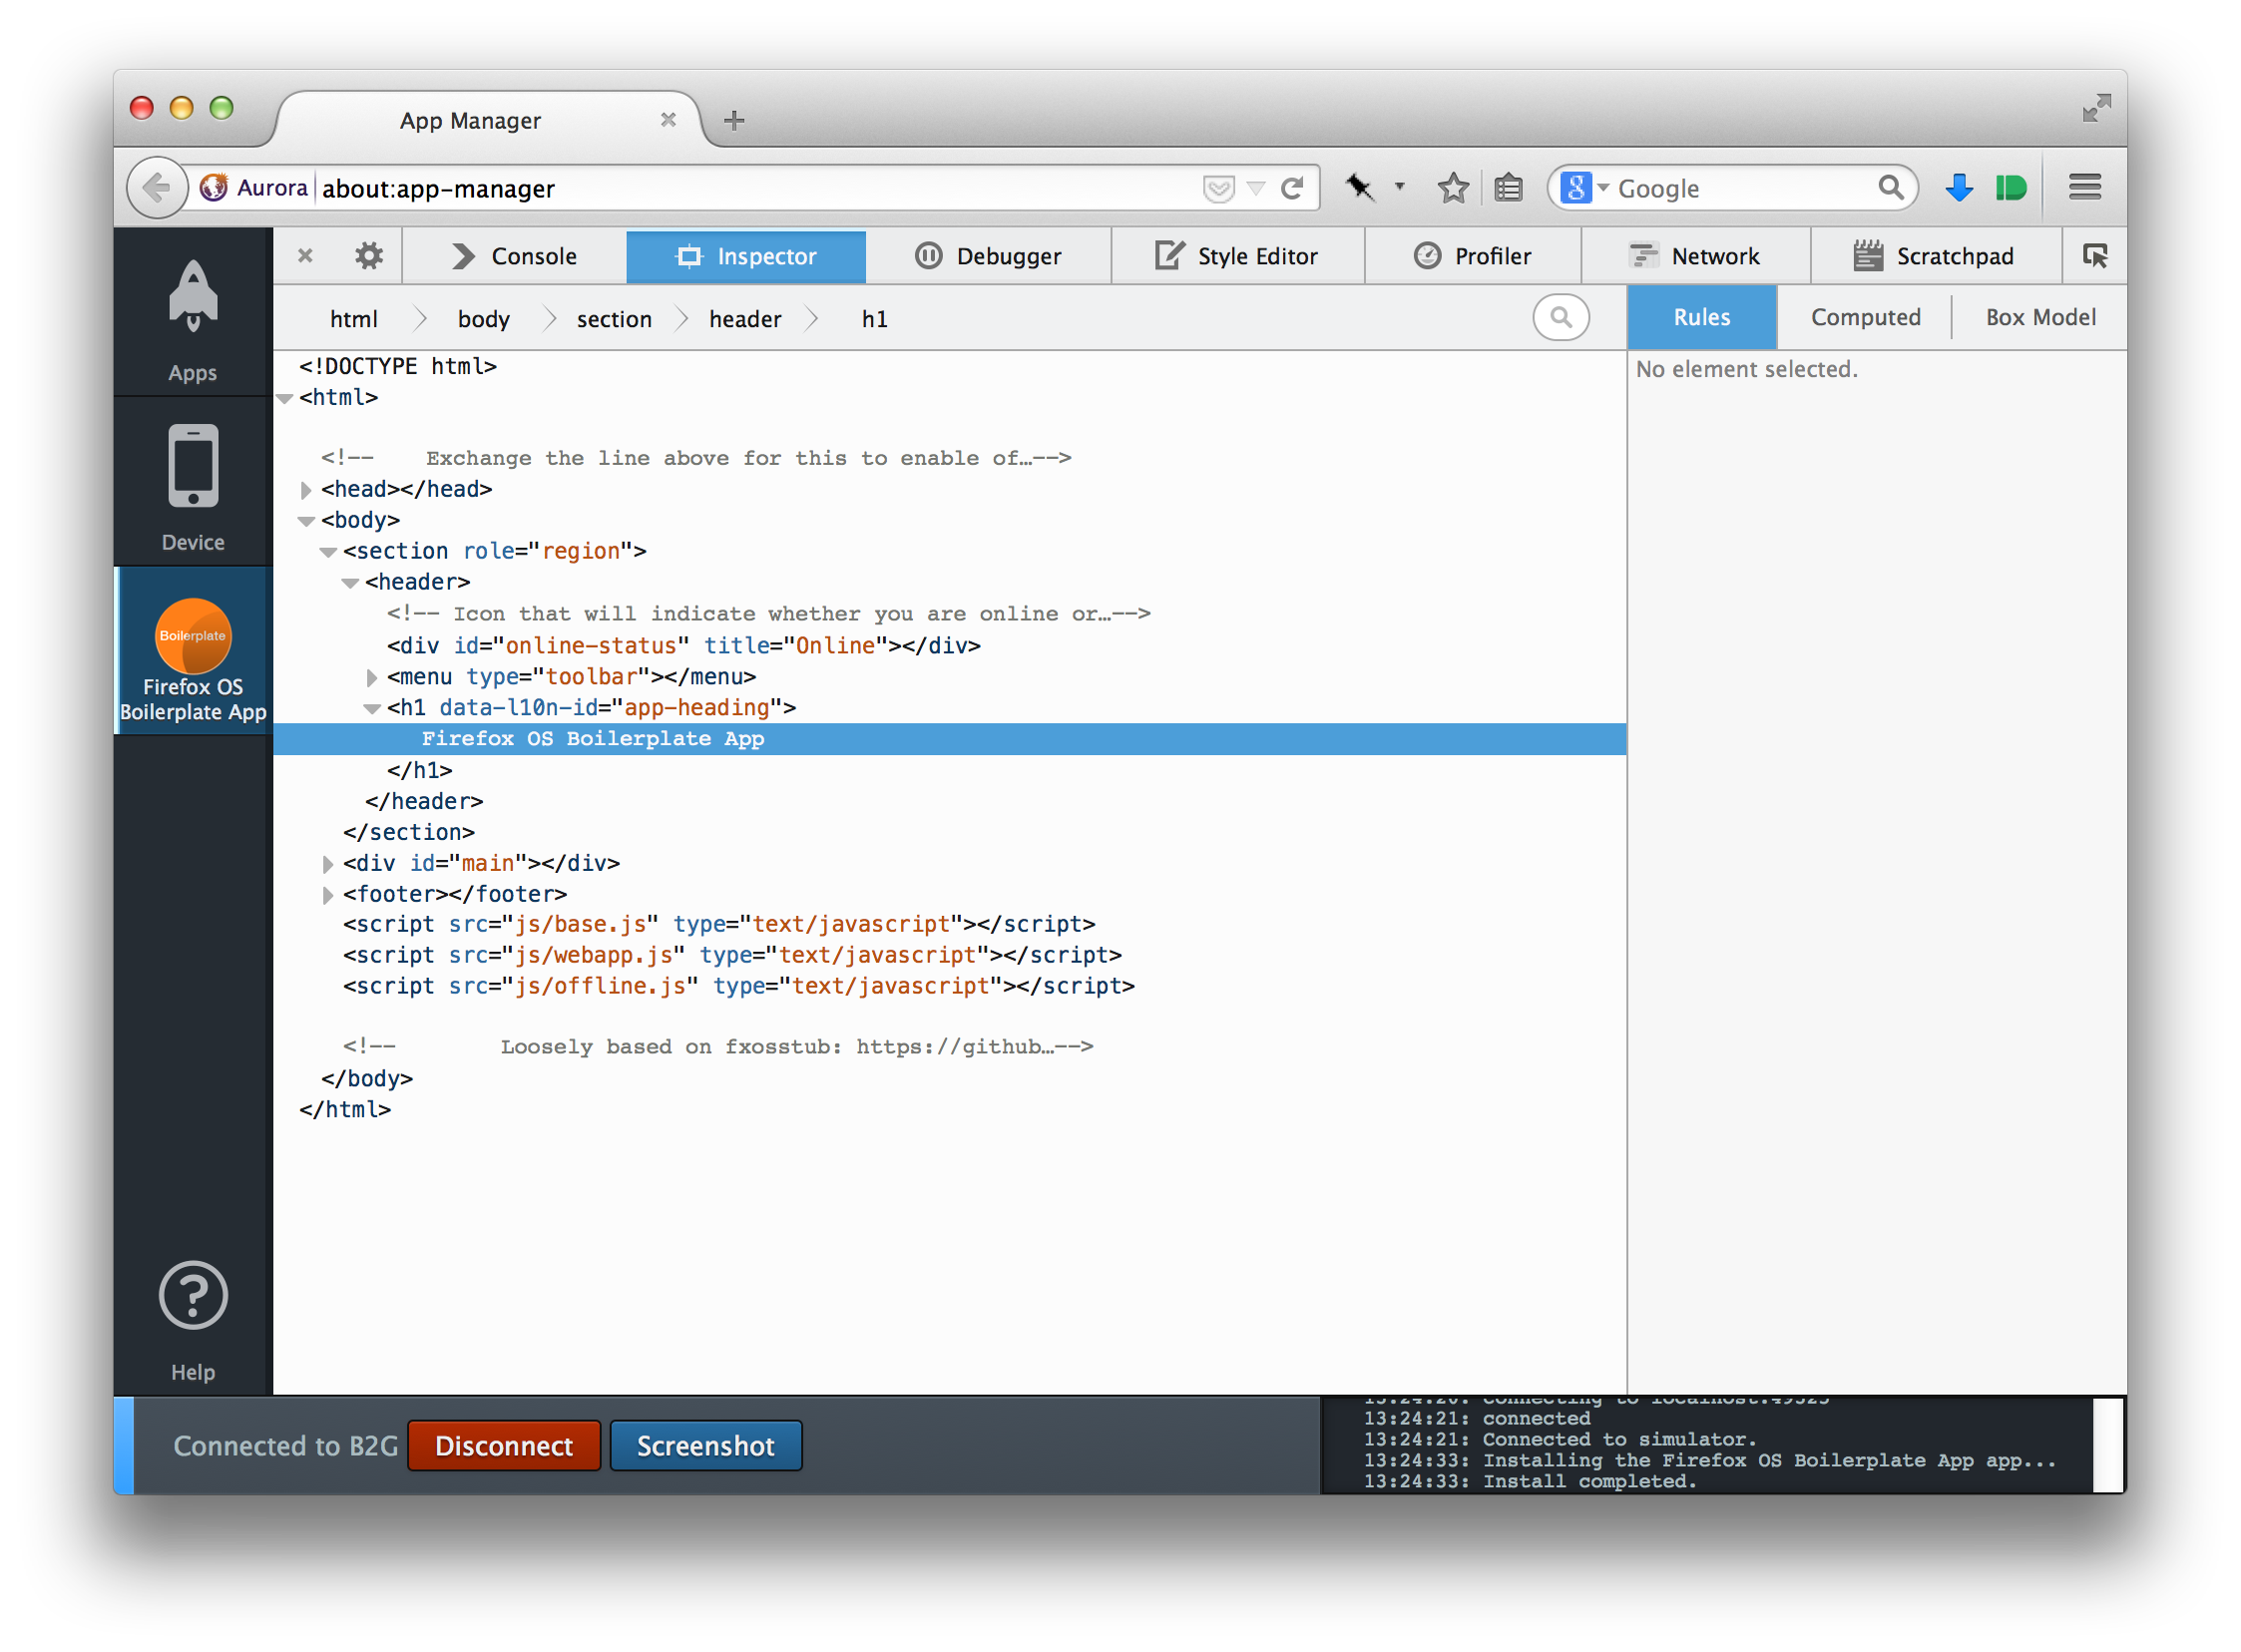 App Manager
Aurora about:app-manager
Google
Console
Inspector
Debugger
Style Editor
Profiler
Network
Scratchpad
html
body
section
header
h1
Rules
Computed
Box Model
Apps
Device
Boilerplate
Firefox OS
Boilerplate App
Help
<!DOCTYPE html>
<html>
<!-- Exchange the line above for this to enable of…-->
<head></head>
<body>
<section role="region">
<header>
<!-- Icon that will indicate whether you are online or…-->
<div id="online-status" title="Online"></div>
<menu type="toolbar"></menu>
<h1 data-l10n-id="app-heading">
Firefox OS Boilerplate App
</h1>
</header>
</section>
<div id="main"></div>
<footer></footer>
<script src="js/base.js" type="text/javascript"></script>
<script src="js/webapp.js" type="text/javascript"></script>
<script src="js/offline.js" type="text/javascript"></script>
<!-- Loosely based on fxosstub: https://github…-->
</body>
</html>
No element selected.
Connected to B2G
Disconnect
Screenshot
13:24:20: Connecting to localhost:49325
13:24:21: connected
13:24:21: Connected to simulator.
13:24:33: Installing the Firefox OS Boilerplate App app...
13:24:33: Install completed.